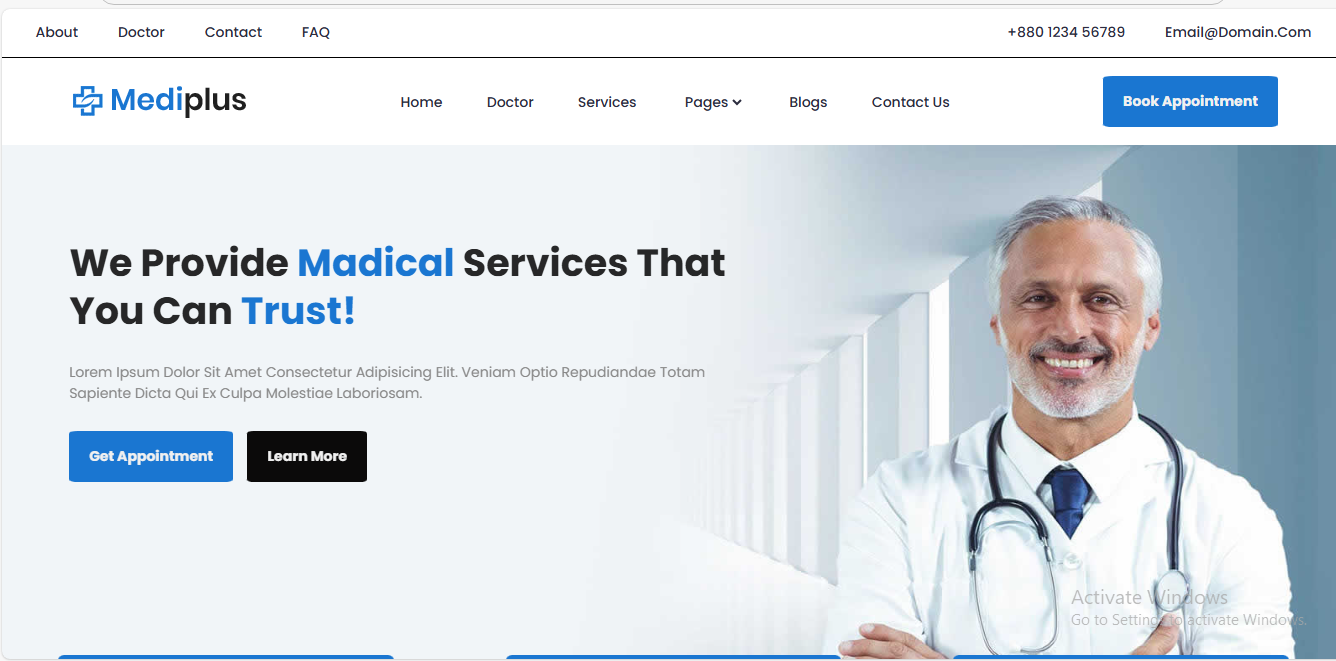 About Doctor Contact FAQ +880 1234 56789 Email@Domain.Com
Mediplus Home Doctor Services Pages Blogs Contact Us Book Appointment
We Provide Madical Services That
You Can Trust!
Lorem Ipsum Dolor Sit Amet Consectetur Adipisicing Elit. Veniam Optio Repudiandae Totam
Sapiente Dicta Qui Ex Culpa Molestiae Laboriosam.
Get Appointment Learn More
Activate Windows
Go to Settings to activate Windows.